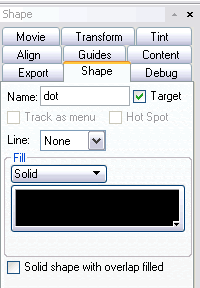 Shape
Movie Transform Tint
Align Guides Content
Export Shape Debug
Name: dot Target
Track as menu Hot Spot
Line: None
Fill
Solid
Solid shape with overlap filled